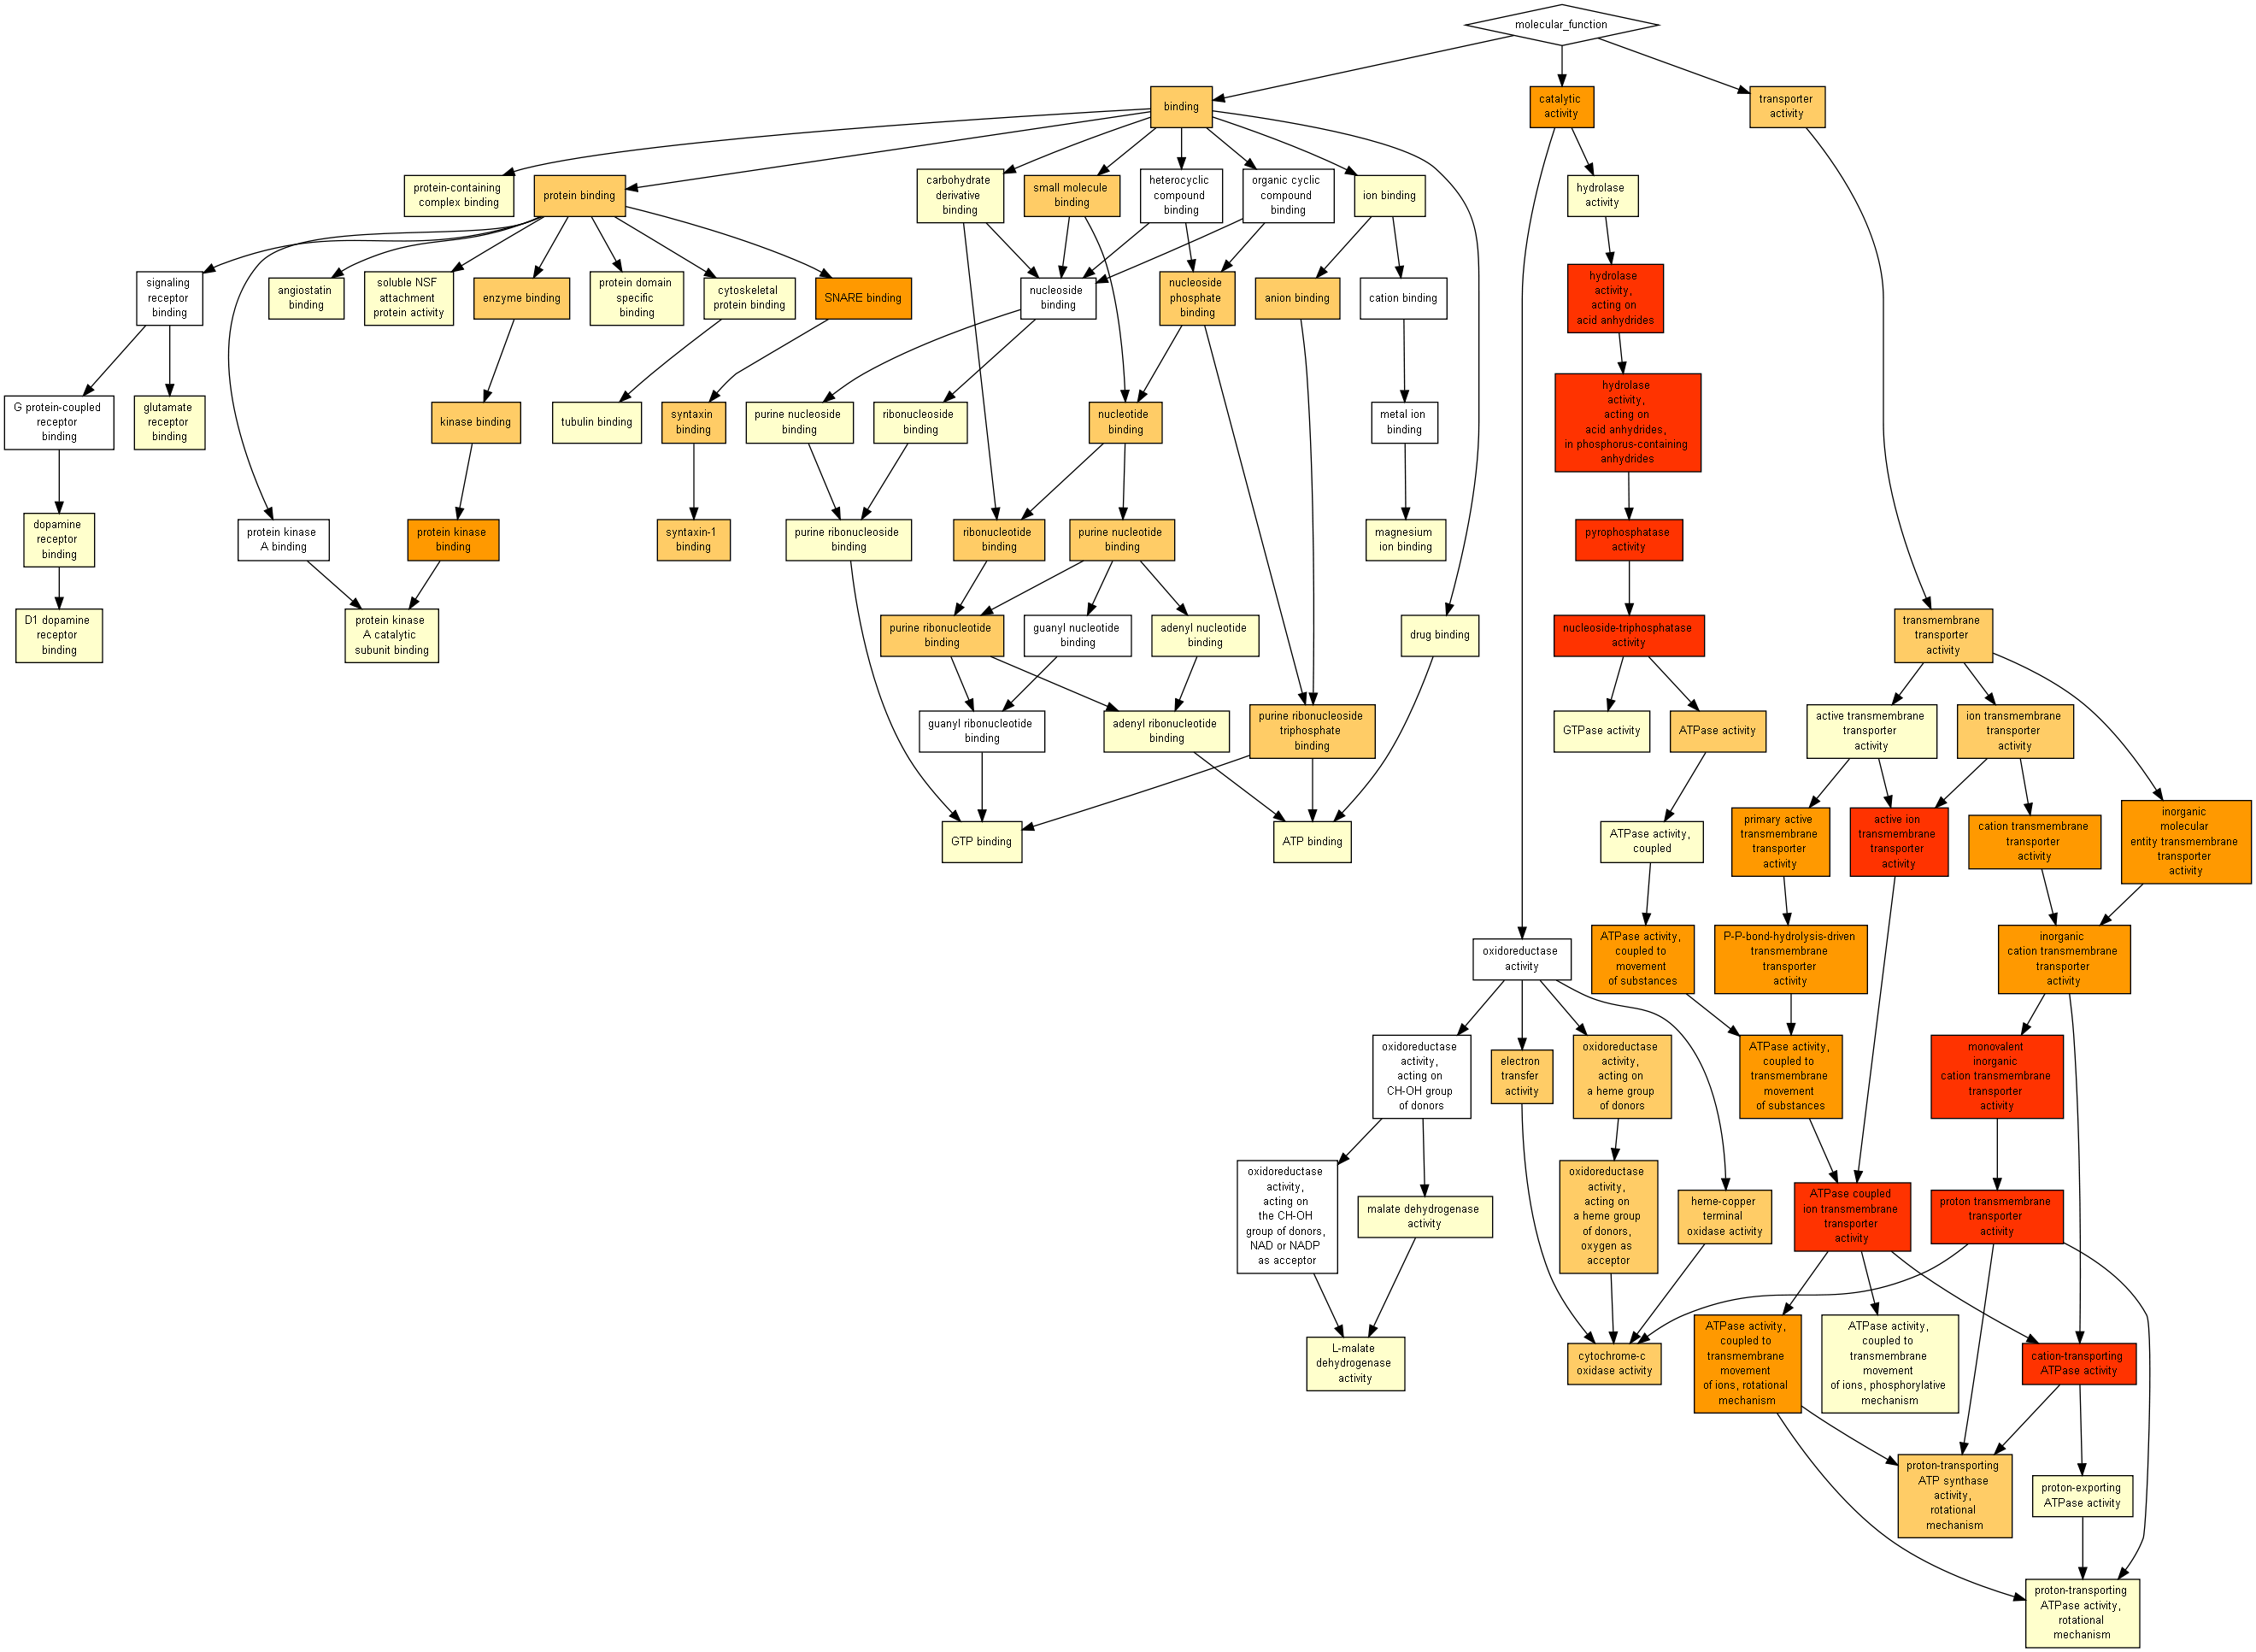 molecular_function
binding
catalytic
activity
transporter
activity
protein-containing
complex binding
protein binding
carbohydrate
derivative
binding
small molecule
binding
heterocyclic
compound
binding
organic cyclic
compound
binding
ion binding
hydrolase
activity
signaling
receptor
binding
angiostatin
binding
soluble NSF
attachment
protein activity
enzyme binding
protein domain
specific
binding
cytoskeletal
protein binding
SNARE binding
nucleoside
binding
nucleoside
phosphate
binding
anion binding
cation binding
hydrolase
activity,
acting on
acid anhydrides
G protein-coupled
receptor
binding
glutamate
receptor
binding
kinase binding
tubulin binding
syntaxin
binding
purine nucleoside
binding
ribonucleoside
binding
nucleotide
binding
metal ion
binding
hydrolase
activity,
acting on
acid anhydrides,
in phosphorus-containing
anhydrides
dopamine
receptor
binding
protein kinase
A binding
protein kinase
binding
syntaxin-1
binding
purine ribonucleoside
binding
ribonucleotide
binding
purine nucleotide
binding
magnesium
ion binding
pyrophosphatase
activity
D1 dopamine
receptor
binding
protein kinase
A catalytic
subunit binding
purine ribonucleotide
binding
guanyl nucleotide
binding
adenyl nucleotide
binding
drug binding
nucleoside-triphosphatase
activity
transmembrane
transporter
activity
guanyl ribonucleotide
binding
adenyl ribonucleotide
binding
purine ribonucleoside
triphosphate
binding
GTPase activity
ATPase activity
active transmembrane
transporter
activity
ion transmembrane
transporter
activity
GTP binding
ATP binding
ATPase activity,
coupled
primary active
transmembrane
transporter
activity
active ion
transmembrane
transporter
activity
cation transmembrane
transporter
activity
inorganic
molecular
entity transmembrane
transporter
activity
oxidoreductase
activity
ATPase activity,
coupled to
movement
of substances
P-P-bond-hydrolysis-driven
transmembrane
transporter
activity
inorganic
cation transmembrane
transporter
activity
oxidoreductase
activity,
acting on
CH-OH group
of donors
electron
transfer
activity
oxidoreductase
activity,
acting on
a heme group
of donors
ATPase activity,
coupled to
transmembrane
movement
of substances
monovalent
inorganic
cation transmembrane
transporter
activity
oxidoreductase
activity,
acting on
the CH-OH
group of donors,
NAD or NADP
as acceptor
malate dehydrogenase
activity
oxidoreductase
activity,
acting on
a heme group
of donors,
oxygen as
acceptor
heme-copper
terminal
oxidase activity
ATPase coupled
ion transmembrane
transporter
activity
proton transmembrane
transporter
activity
L-malate
dehydrogenase
activity
cytochrome-c
oxidase activity
ATPase activity,
coupled to
transmembrane
movement
of ions, rotational
mechanism
ATPase activity,
coupled to
transmembrane
movement
of ions, phosphorylative
mechanism
cation-transporting
ATPase activity
proton-transporting
ATP synthase
activity,
rotational
mechanism
proton-exporting
ATPase activity
proton-transporting
ATPase activity,
rotational
mechanism